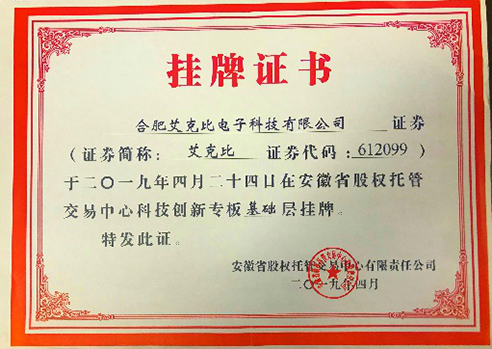 挂牌证书
合肥艾克比电子科技有限公司 证券
（证券简称：艾克比 证券代码：612099）
于二〇一九年四月二十四日在安徽省股权托管
交易中心科技创新专板基础层挂牌。
特发此证。
安徽省股权托管交易中心有限责任公司
二〇一九年四月